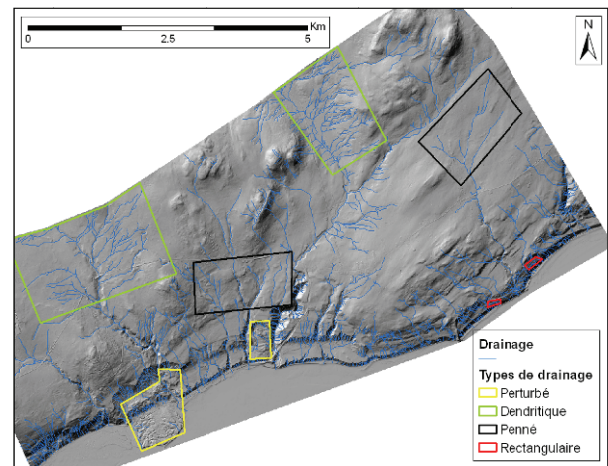 Km
0 2.5 5
N
Drainage
Types de drainage
Perturbé
Dendritique
Penné
Rectangulaire